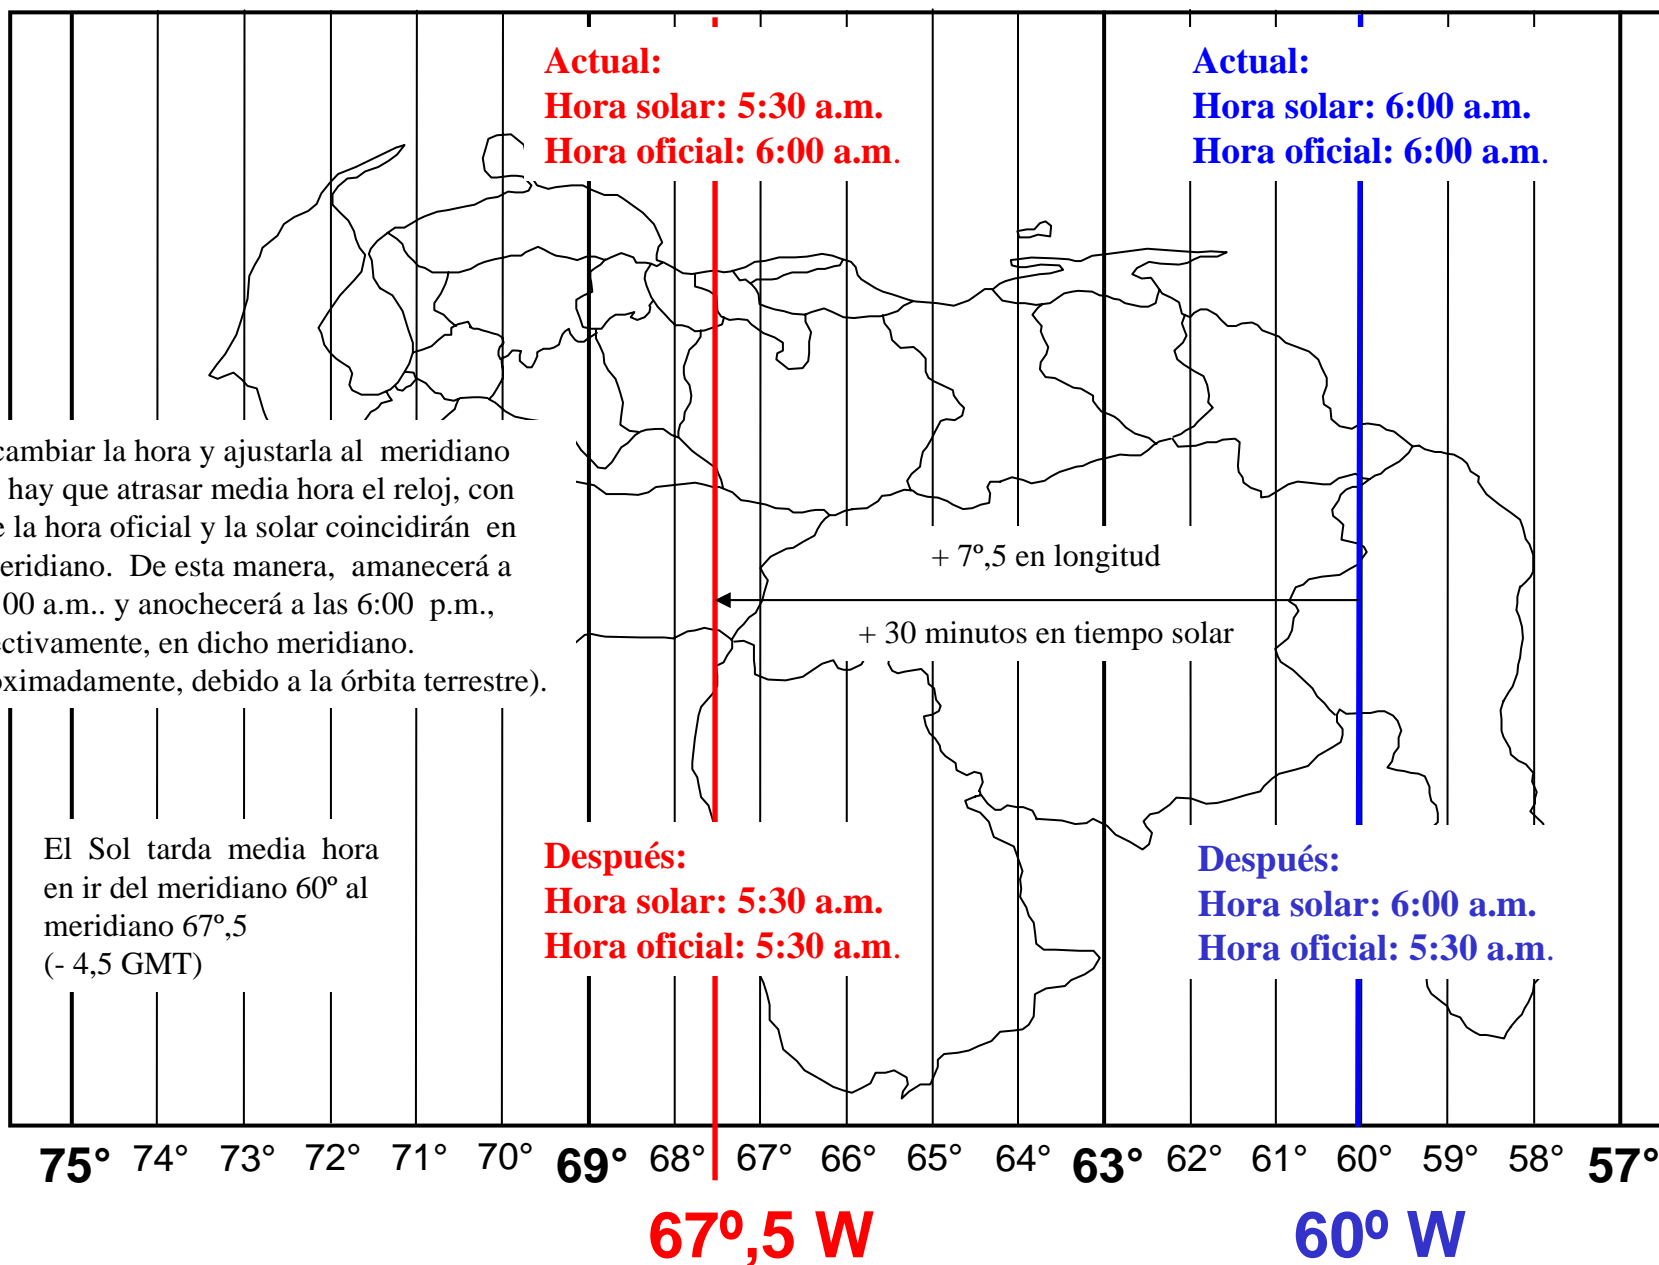 Actual:
Hora solar: 5:30 a.m.
Hora oficial: 6:00 a.m.
Actual:
Hora solar: 6:00 a.m.
Hora oficial: 6:00 a.m.
cambiar la hora y ajustarla al meridiano
hay que atrasar media hora el reloj, con
la hora oficial y la solar coincidirán en
De esta manera, amanecerá a
00 a.m.. y anochecerá a las 6:00 p.m.,
en dicho meridiano.
debido a la órbita terrestre).
+ 7º,5 en longitud
+ 30 minutos en tiempo solar
El Sol tarda media hora
en ir del meridiano 60º al
meridiano 67º,5
(- 4,5 GMT)
Después:
Hora solar: 5:30 a.m.
Hora oficial: 5:30 a.m.
Después:
Hora solar: 6:00 a.m.
Hora oficial: 5:30 a.m.
75° 74° 73° 72° 71° 70° 69° 68° 67° 66° 65° 64° 63° 62° 61° 60° 59° 58° 57°
67º,5 W
60º W